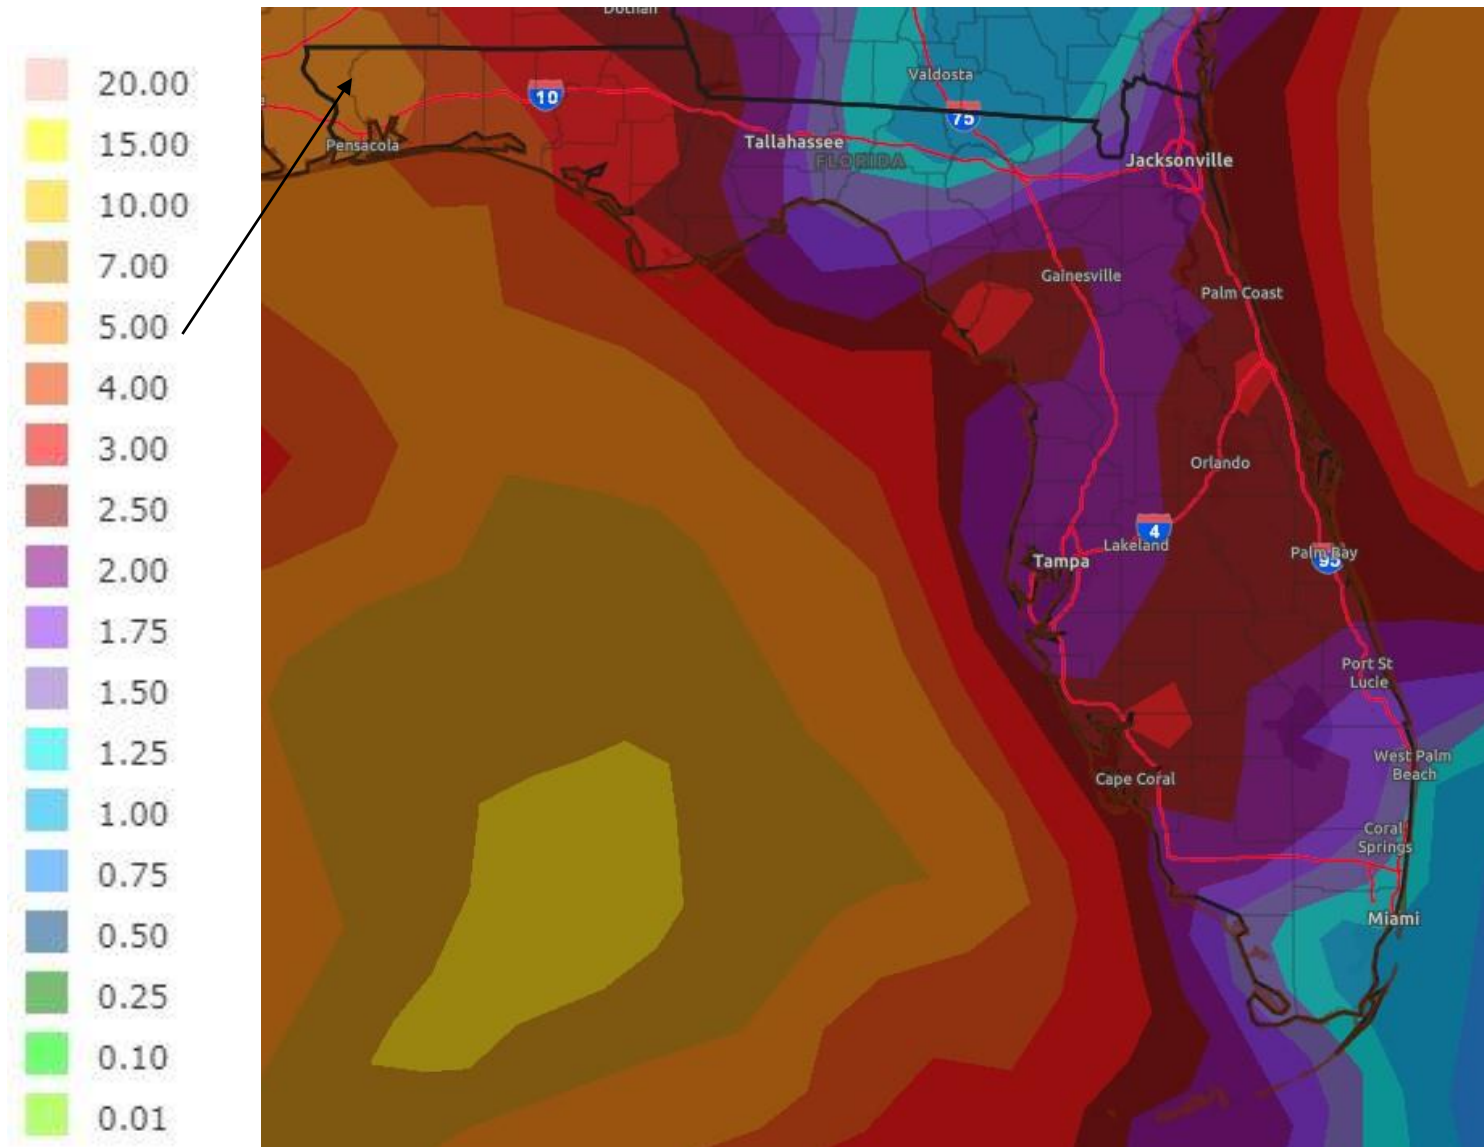 20.00
15.00
10.00
7.00
5.00
4.00
3.00
2.50
2.00
1.75
1.50
1.25
1.00
0.75
0.50
0.25
0.10
0.01
Dothan
Valdosta
10
75
Pensacola
Tallahassee
FLORIDA
Jacksonville
Gainesville
Palm Coast
Orlando
4
Lakeland
Tampa
Palm Bay
95
Port St
Lucie
West Palm
Beach
Cape Coral
Coral
Springs
Miami